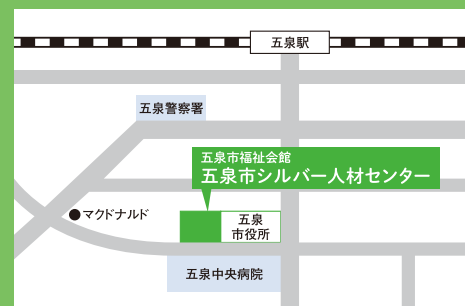 五泉駅
五泉警察署
五泉市福祉会館
五泉市シルバー人材センター
マクドナルド
五泉
市役所
五泉中央病院